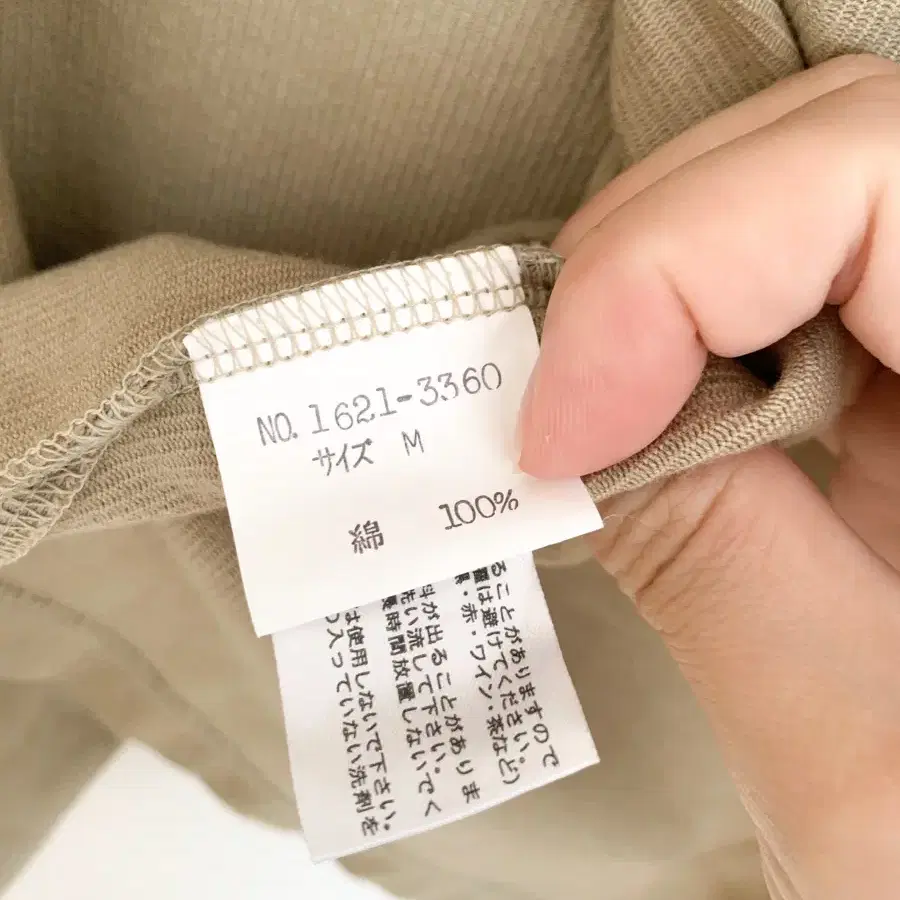 NO. 1621-3360
サイズ M
綿 100%
ることがありますので
は避けてください。
・赤・ワイン・茶など)
が出ることがありま
洗い流して下さい。
時間放置しないでく
は使用しないで下さい。
入っていない洗剤を